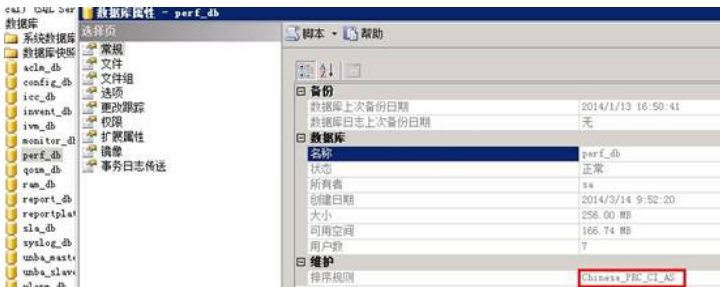 数据库属性 - perf_db
数据库
系统数据库
数据库快照
aclm_db
config_db
icc_db
invent_db
ivm_db
monitor_d
perf_db
qosm_db
ram_db
report_db
reportplat
sla_db
syslog_db
unba_maste
unba_slave
选择页
常规
文件
文件组
选项
更改跟踪
权限
扩展属性
镜像
事务日志传送
脚本
帮助
备份
数据库上次备份日期 2014/1/13 16:50:41
数据库日志上次备份日期 无
数据库
名称 perf_db
状态 正常
所有者 sa
创建日期 2014/3/14 9:52:20
大小 256.00 MB
可用空间 166.74 MB
用户数 7
维护
排序规则 Chinese_PRC_CI_AS